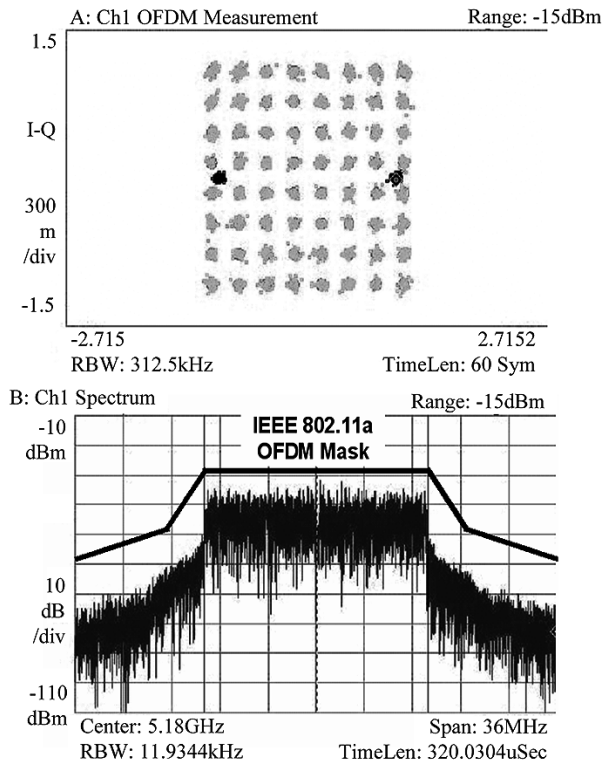 A: Ch1 OFDM Measurement Range: -15dBm
1.5
I-Q
300
m
/div
-1.5
-2.715 2.7152
RBW: 312.5kHz TimeLen: 60 Sym
B: Ch1 Spectrum Range: -15dBm
-10
dBm
IEEE 802.11a
OFDM Mask
10
dB
/div
-110
dBm
Center: 5.18GHz Span: 36MHz
RBW: 11.9344kHz TimeLen: 320.0304uSec